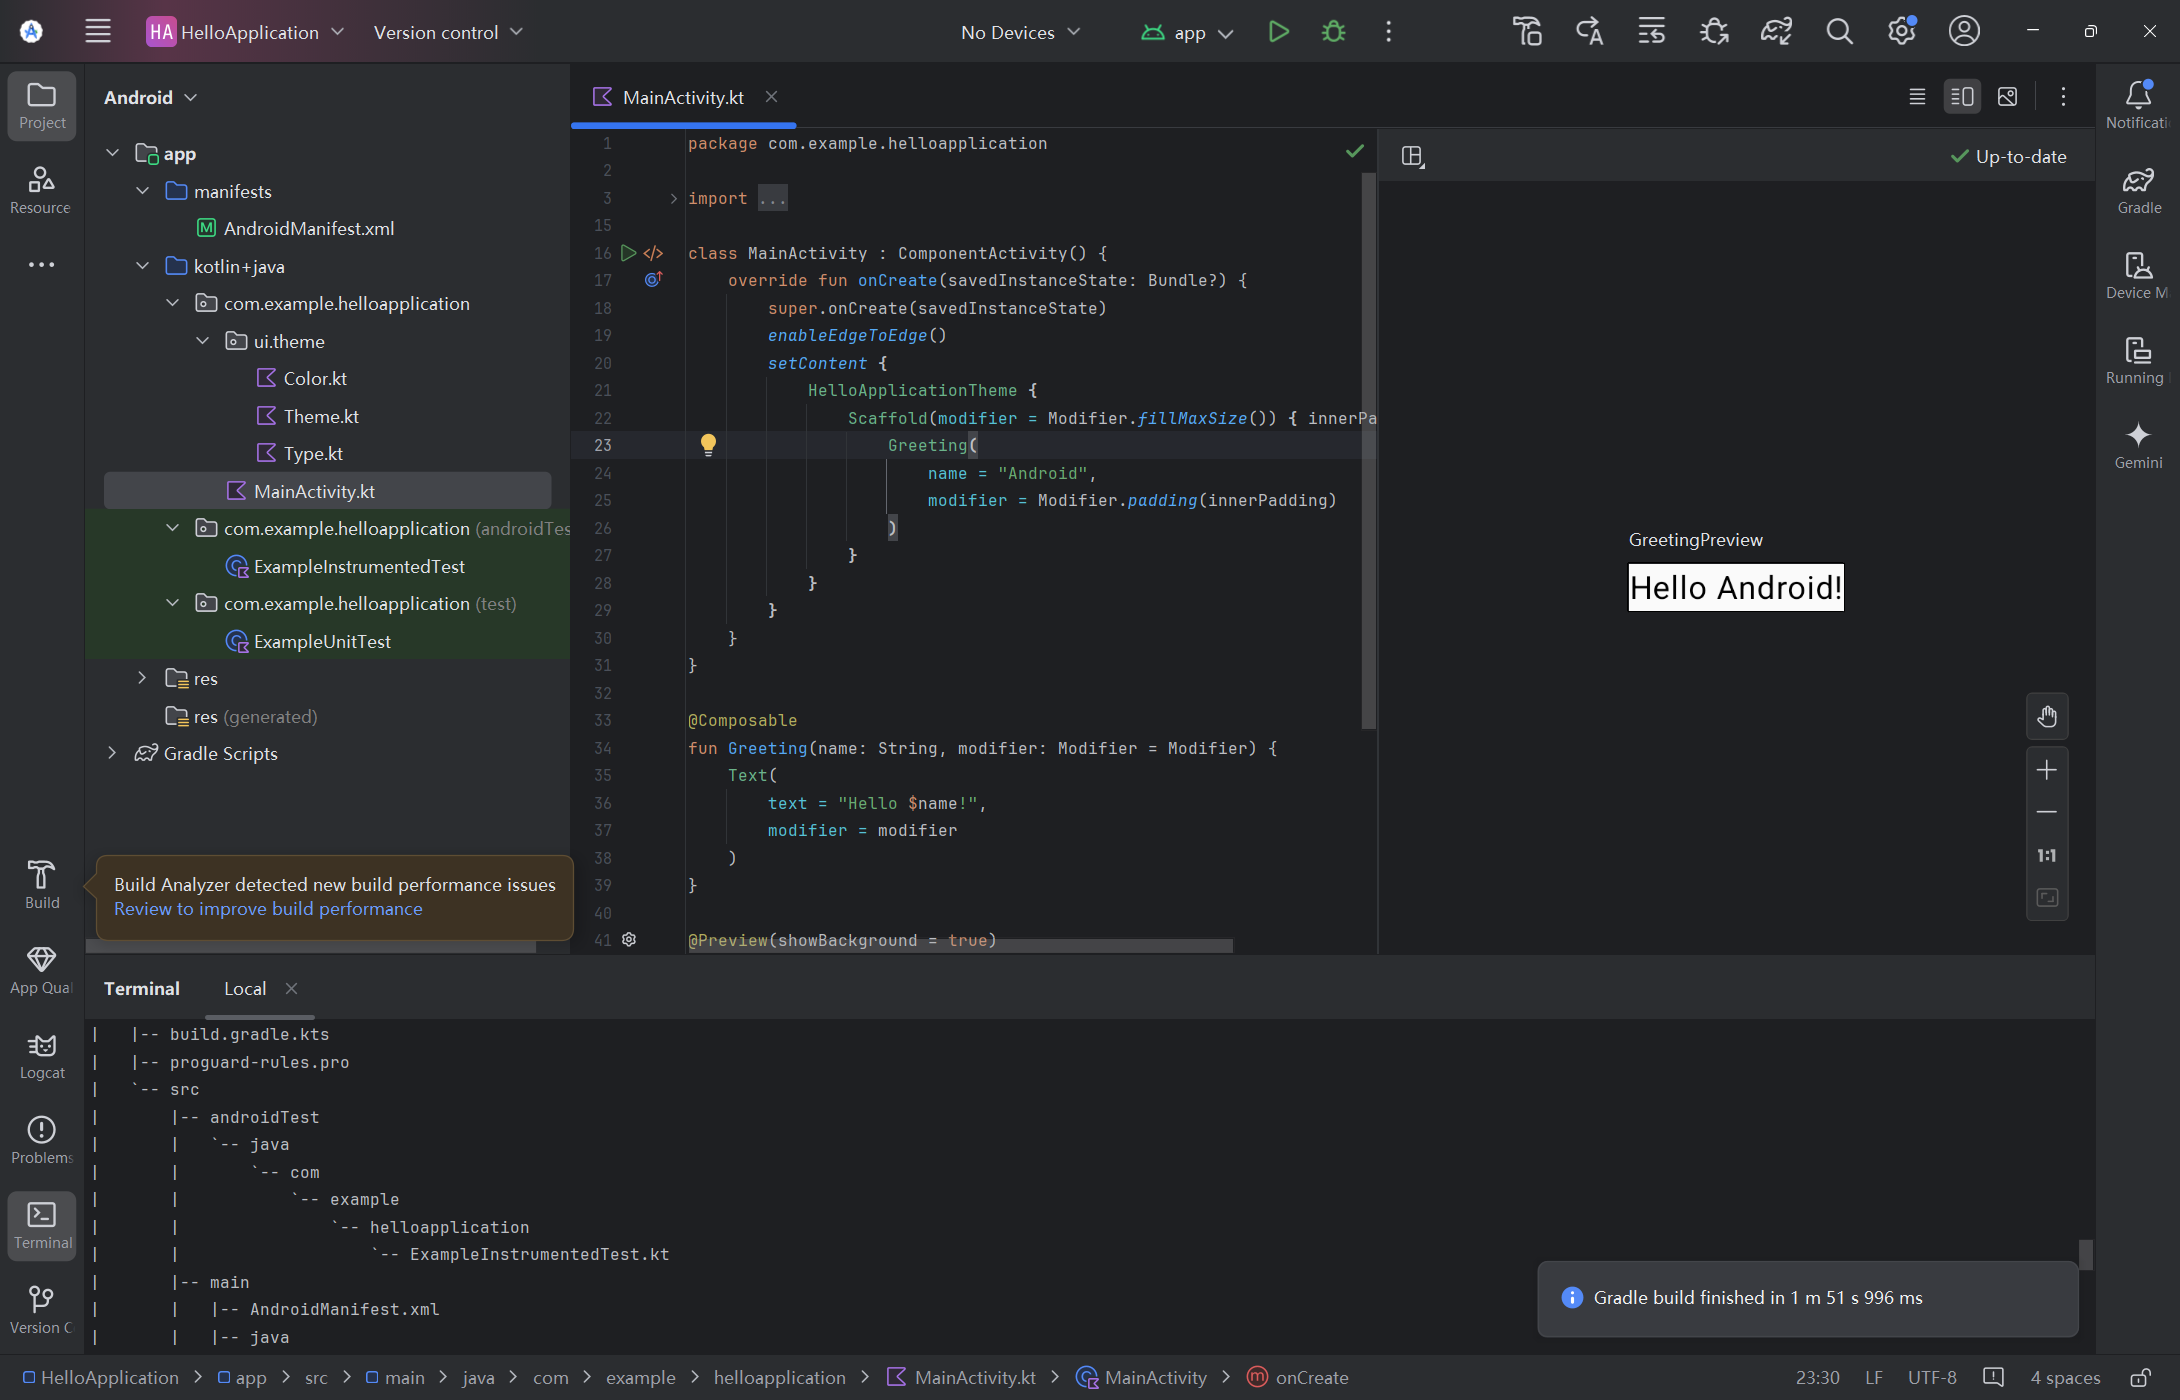 HA HelloApplication Version control No Devices app
Project
Resource
Build
App Qua
Logcat
Problems
Terminal
Version C
Android
app
manifests
AndroidManifest.xml
kotlin+java
com.example.helloapplication
ui.theme
Color.kt
Theme.kt
Type.kt
MainActivity.kt
com.example.helloapplication (androidTes
ExampleInstrumentedTest
com.example.helloapplication (test)
ExampleUnitTest
res
res (generated)
Gradle Scripts
Build Analyzer detected new build performance issues
Review to improve build performance
MainActivity.kt
1 package com.example.helloapplication
2
3 import ...
15
16 class MainActivity : ComponentActivity() {
17 override fun onCreate(savedInstanceState: Bundle?) {
18 super.onCreate(savedInstanceState)
19 enableEdgeToEdge()
20 setContent {
21 HelloApplicationTheme {
22 Scaffold(modifier = Modifier.fillMaxSize()) { innerPa
23 Greeting(
24 name = "Android",
25 modifier = Modifier.padding(innerPadding)
26 )
27 }
28 }
29 }
30 }
31 }
32
33 @Composable
34 fun Greeting(name: String, modifier: Modifier = Modifier) {
35 Text(
36 text = "Hello $name!",
37 modifier = modifier
38 )
39 }
40
41 @Preview(showBackground = true)
Up-to-date
GreetingPreview
Hello Android!
1:1
Notificati
Gradle
Device M
Running
Gemini
Terminal Local
| |-- build.gradle.kts
| |-- proguard-rules.pro
| `-- src
| |-- androidTest
| | `-- java
| | `-- com
| | `-- example
| | `-- helloapplication
| | `-- ExampleInstrumentedTest.kt
| |-- main
| | |-- AndroidManifest.xml
| | |-- java
Gradle build finished in 1 m 51 s 996 ms
HelloApplication > app > src > main > java > com > example > helloapplication > MainActivity.kt > MainActivity > onCreate 23:30 LF UTF-8 4 spaces